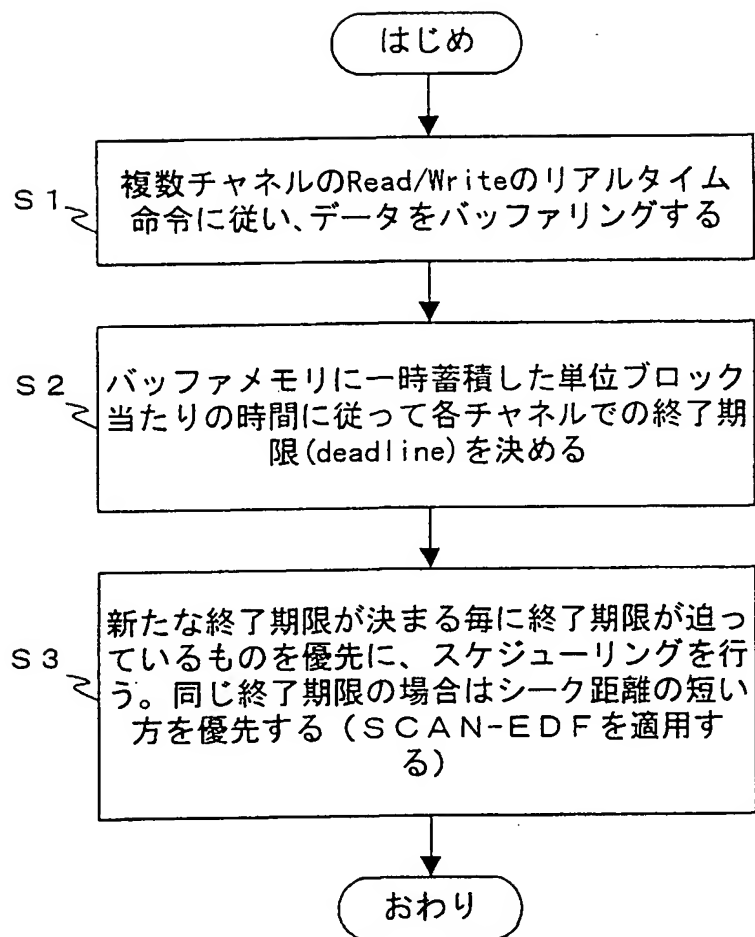 はじめ
S1
複数チャネルのRead/Writeのリアルタイム
命令に従い、データをバッファリングする
S2
バッファメモリに一時蓄積した単位ブロック
当たりの時間に従って各チャネルでの終了期
限(deadline)を決める
S3
新たな終了期限が決まる毎に終了期限が迫っ
ているものを優先に、スケジューリングを行
う。同じ終了期限の場合はシーク距離の短い
方を優先する(SCAN-EDFを適用す
る)
おわり